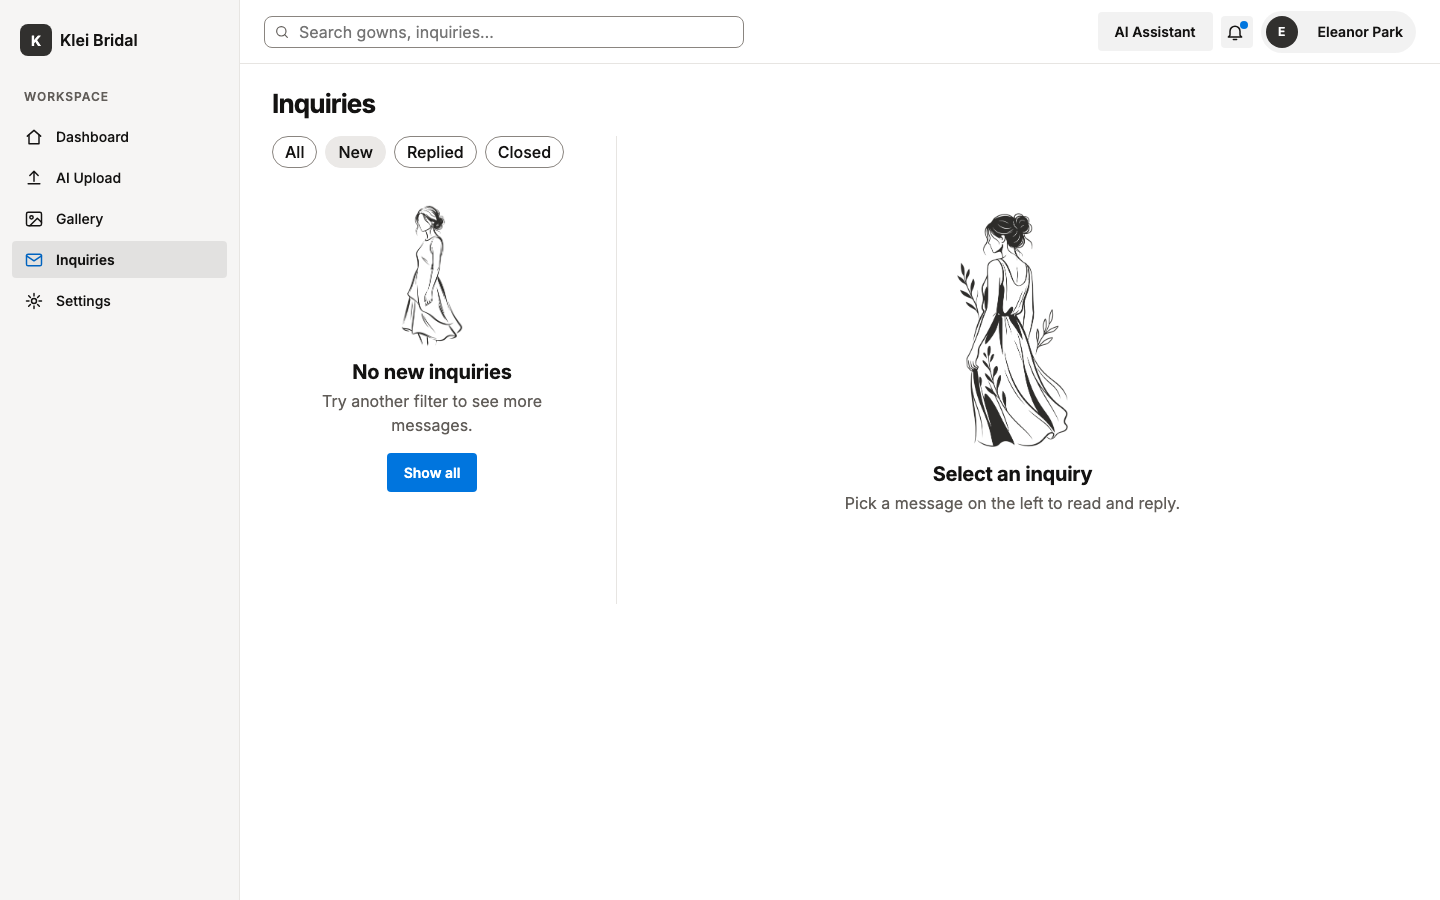 K
Klei Bridal
WORKSPACE
Dashboard
AI Upload
Gallery
Inquiries
Settings
Search gowns, inquiries...
AI Assistant
E
Eleanor Park
Inquiries
All
New
Replied
Closed
No new inquiries
Try another filter to see more
messages.
Show all
Select an inquiry
Pick a message on the left to read and reply.